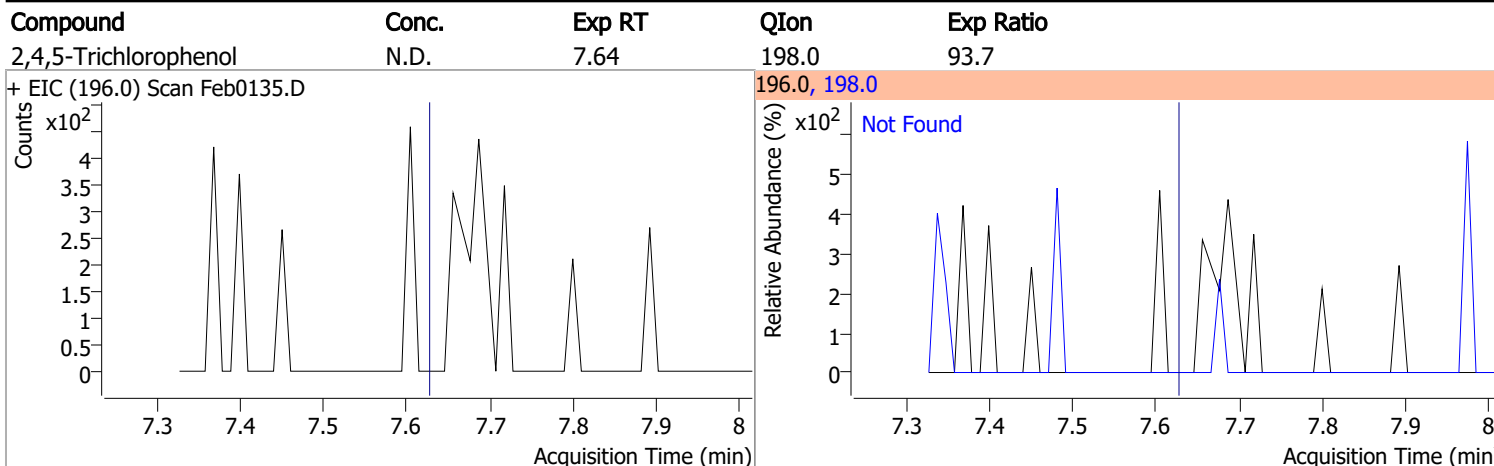 Compound Conc. Exp RT QIon Exp Ratio
2,4,5-Trichlorophenol N.D. 7.64 198.0 93.7
+ EIC (196.0) Scan Feb0135.D
Counts
x10²
4
3.5
3
2.5
2
1.5
1
0.5
0
7.3 7.4 7.5 7.6 7.7 7.8 7.9 8
Acquisition Time (min)
196.0, 198.0
Relative Abundance (%)
x10²
Not Found
5
4
3
2
1
0
7.3 7.4 7.5 7.6 7.7 7.8 7.9 8
Acquisition Time (min